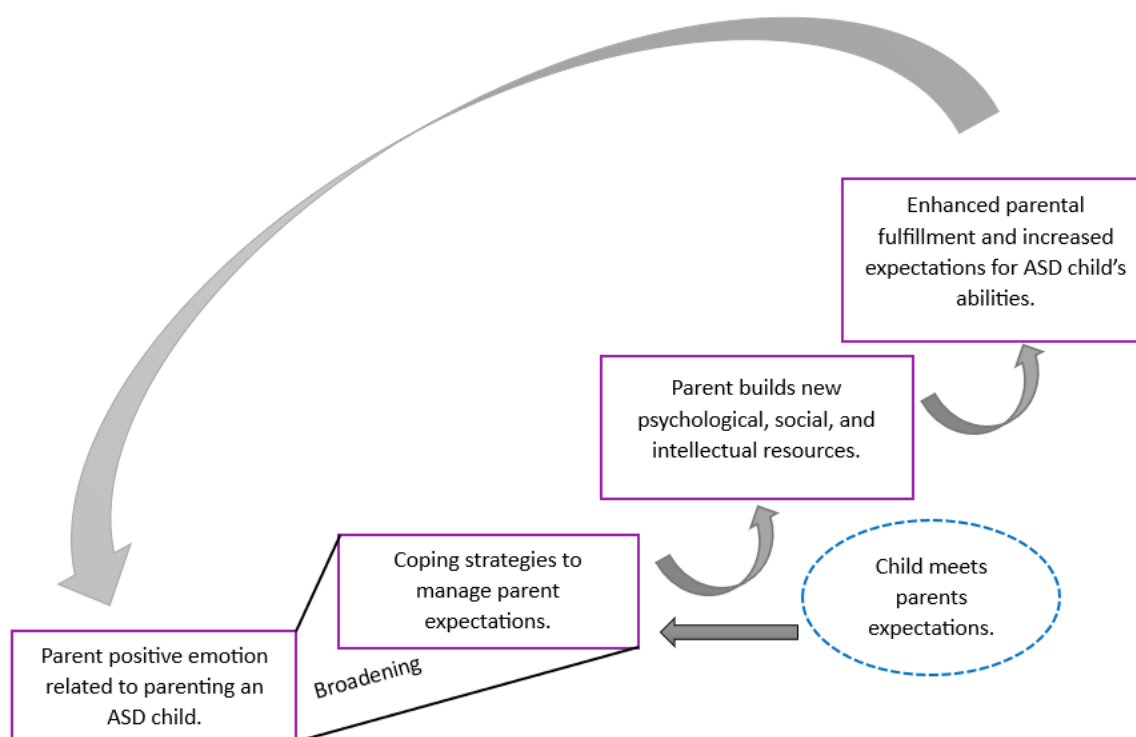 Enhanced parental
fulfillment and increased
expectations for ASD child's
abilities.
Parent builds new
psychological, social, and
intellectual resources.
Coping strategies to
manage parent
expectations.
Child meets
parents
expectations.
Parent positive emotion
related to parenting an
ASD child.
Broadening